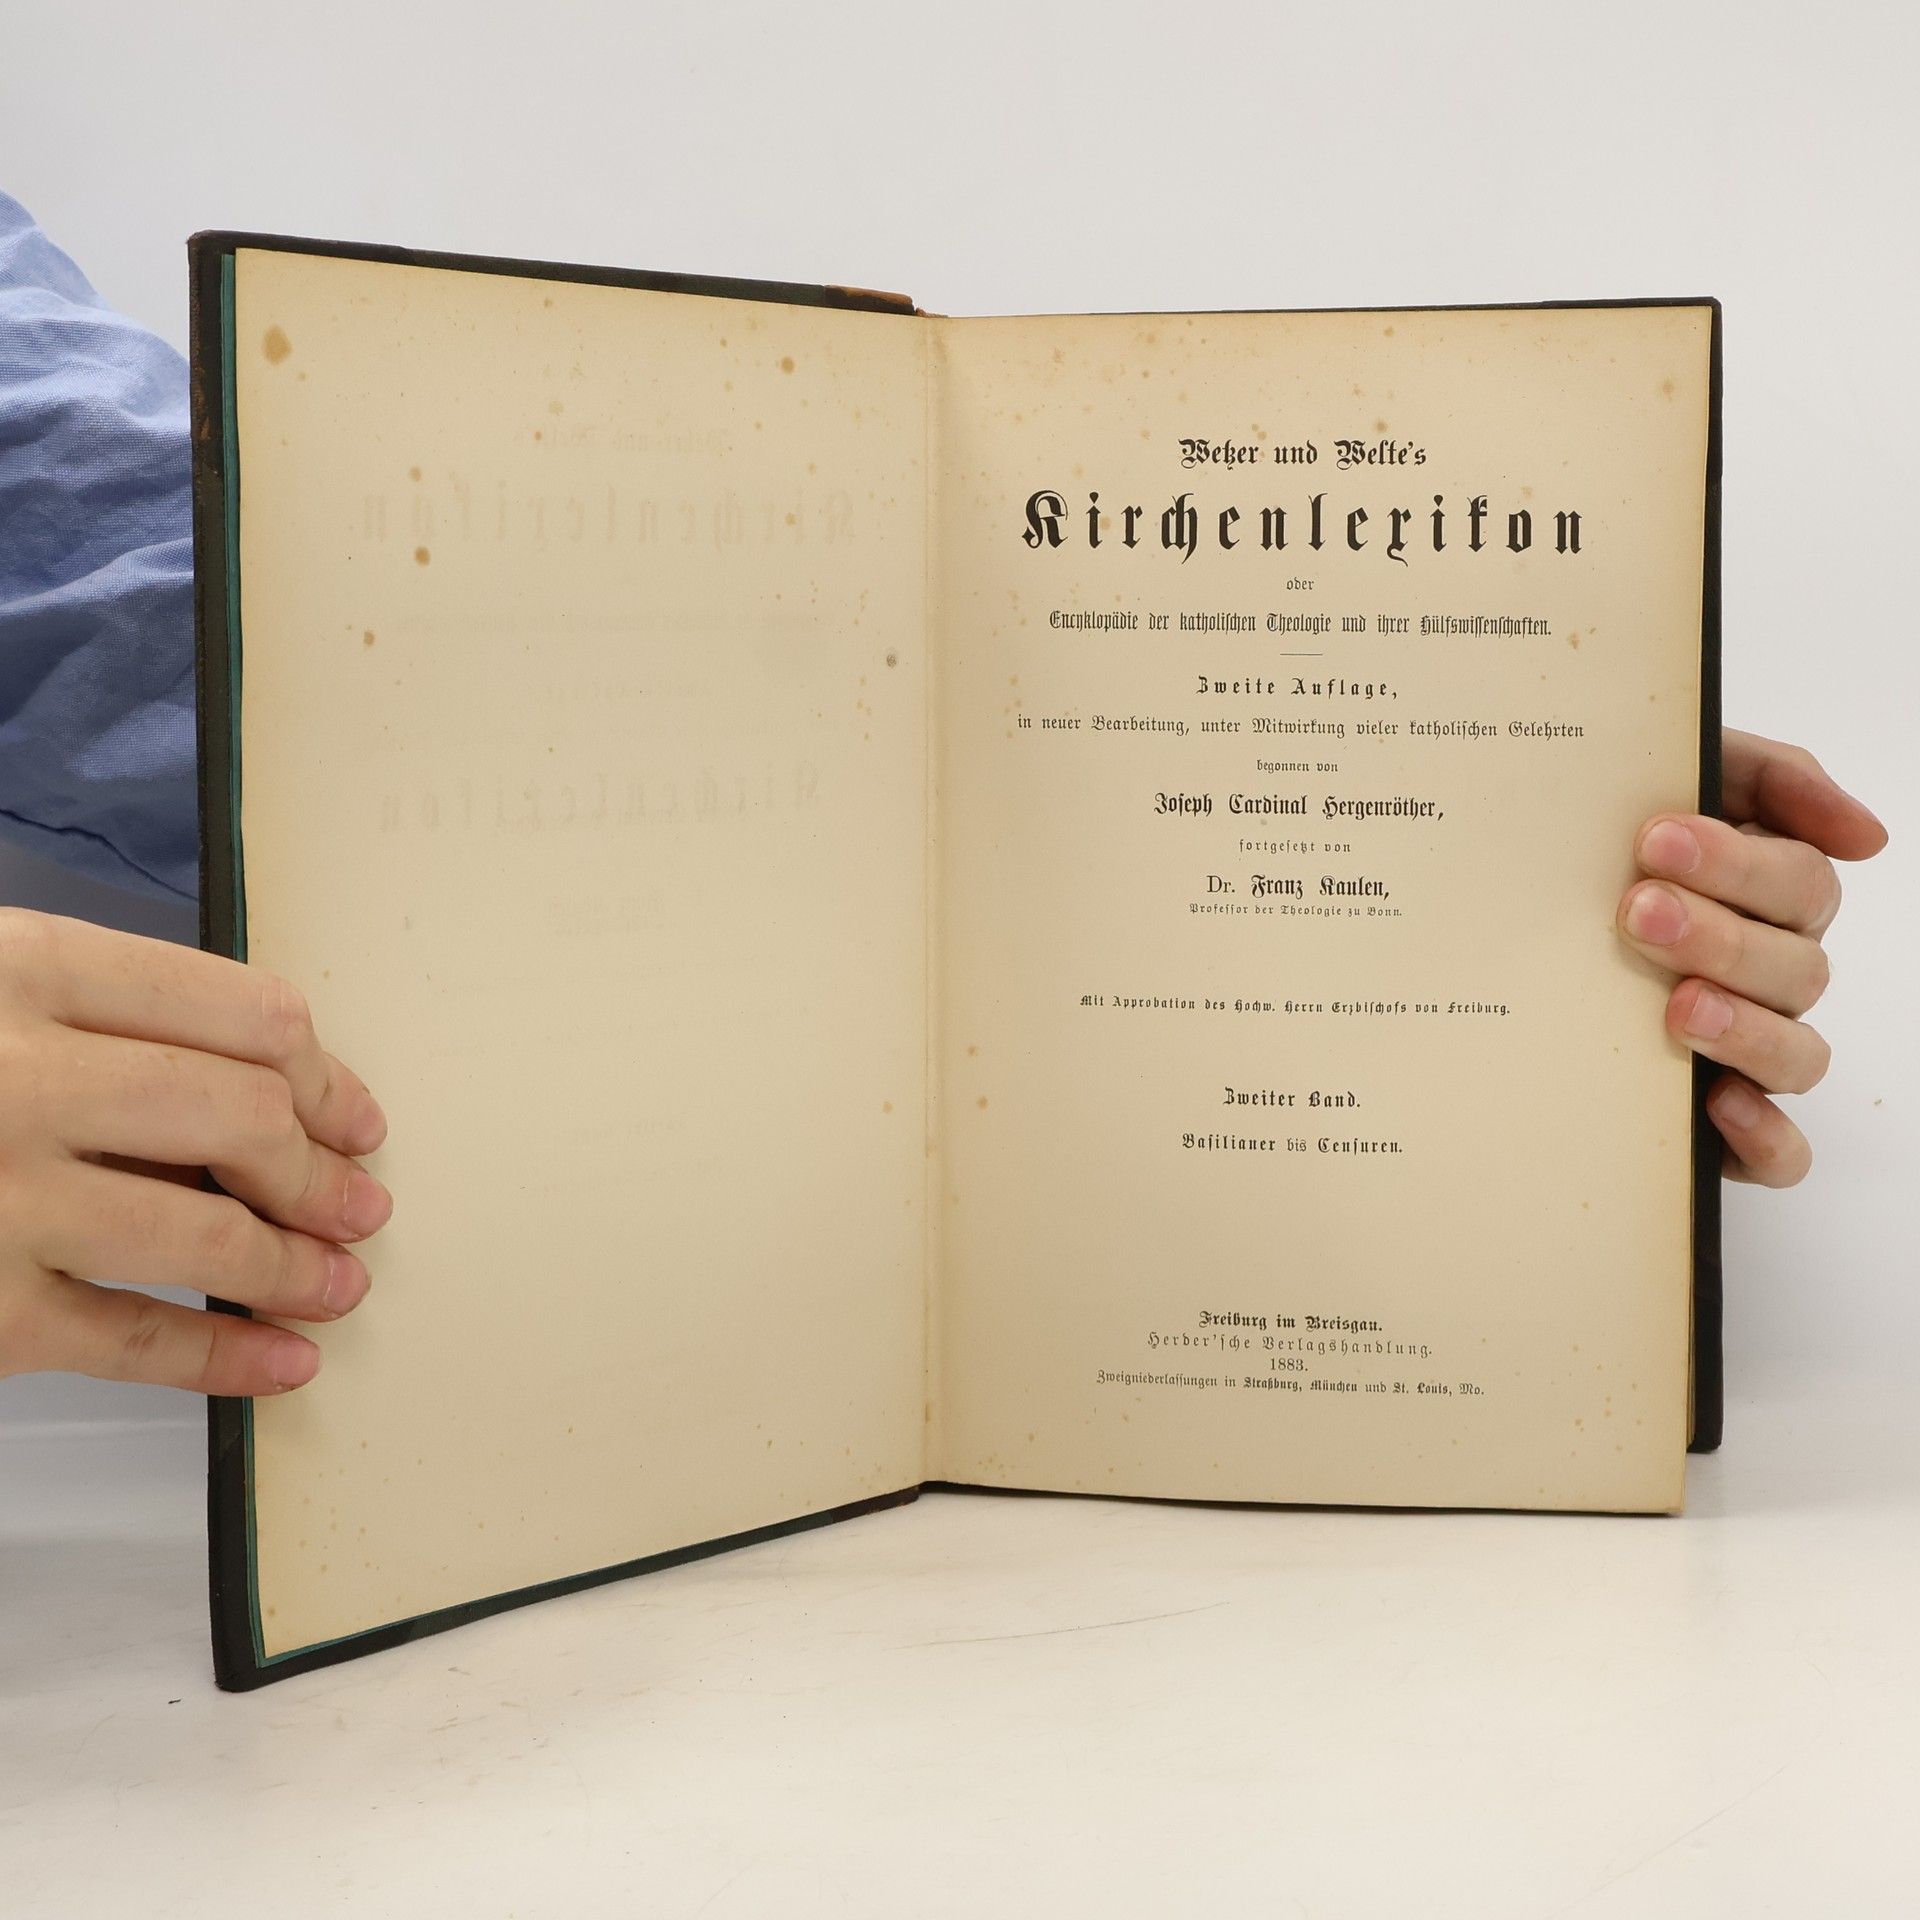 Wetzer und Welte's
Kirchenlexikon
oder
Encyklopädie der katholischen Theologie und ihrer Hülfswissenschaften.
Zweite Auflage,
in neuer Bearbeitung, unter Mitwirkung vieler katholischen Gelehrten
begonnen von
Joseph Cardinal Hergenröther,
fortgesetzt von
Dr. Franz Kaulen,
Professor der Theologie zu Bonn.
Mit Approbation des Hochw. Herrn Erzbischofs von Freiburg.
Zweiter Band.
Basilianer bis Censuren.
Freiburg im Breisgau.
Herder'sche Verlagshandlung.
1883.
Zweigniederlassungen in Straßburg, München und St. Louis, Mo.